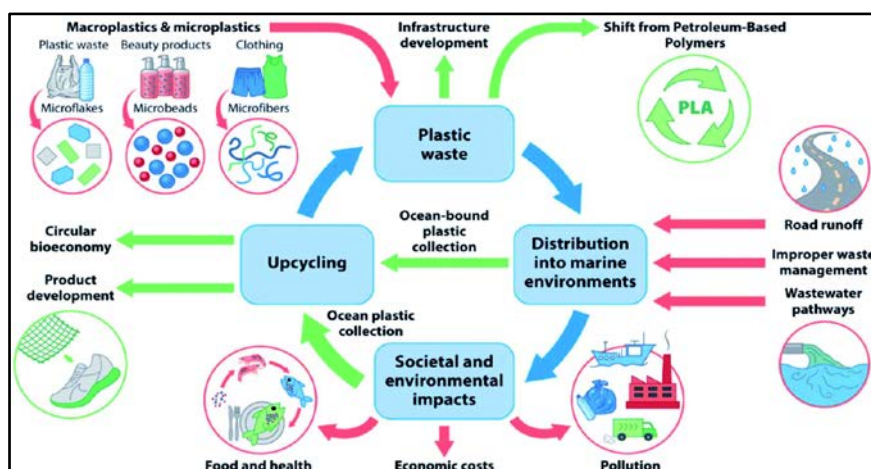 Macroplastics & microplastics
Plastic waste
Beauty products
Clothing
Microflakes
Microbeads
Microfibers
Infrastructure
development
Shift from Petroleum-Based
Polymers
PLA
Plastic
waste
Road runoff
Improper waste
management
Wastewater
pathways
Distribution
into marine
environments
Ocean-bound
plastic
collection
Upcycling
Circular
bioeconomy
Product
development
Ocean plastic
collection
Societal and
environmental
impacts
Food and health
Economic costs
Pollution